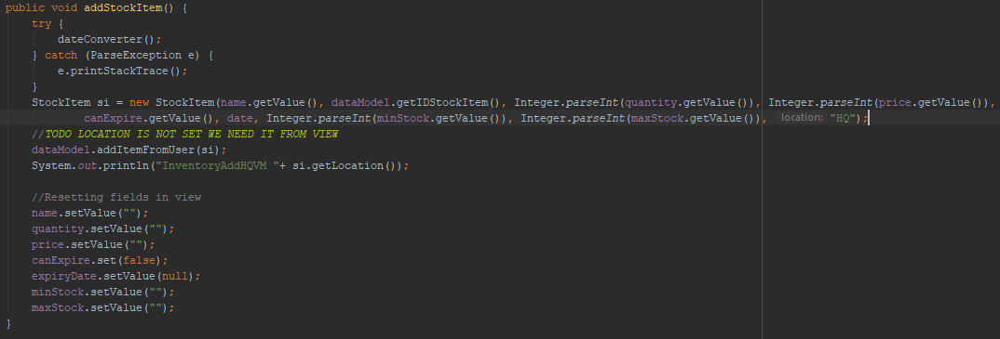 public void addStockItem() {
    try {
        dateConverter();
    } catch (ParseException e) {
        e.printStackTrace();
    }
    StockItem si = new StockItem(name.getValue(), dataModel.getIDStockItem(), Integer.parseInt(quantity.getValue()), Integer.parseInt(price.getValue()),
            canExpire.getValue(), date, Integer.parseInt(minStock.getValue()), Integer.parseInt(maxStock.getValue()), location: "HQ");
    //TODO LOCATION IS NOT SET WE NEED IT FROM VIEW
    dataModel.addItemFromUser(si);
    System.out.println("InventoryAddHQVM "+ si.getLocation());

    //Resetting fields in view
    name.setValue("");
    quantity.setValue("");
    price.setValue("");
    canExpire.set(false);
    expiryDate.setValue(null);
    minStock.setValue("");
    maxStock.setValue("");
}